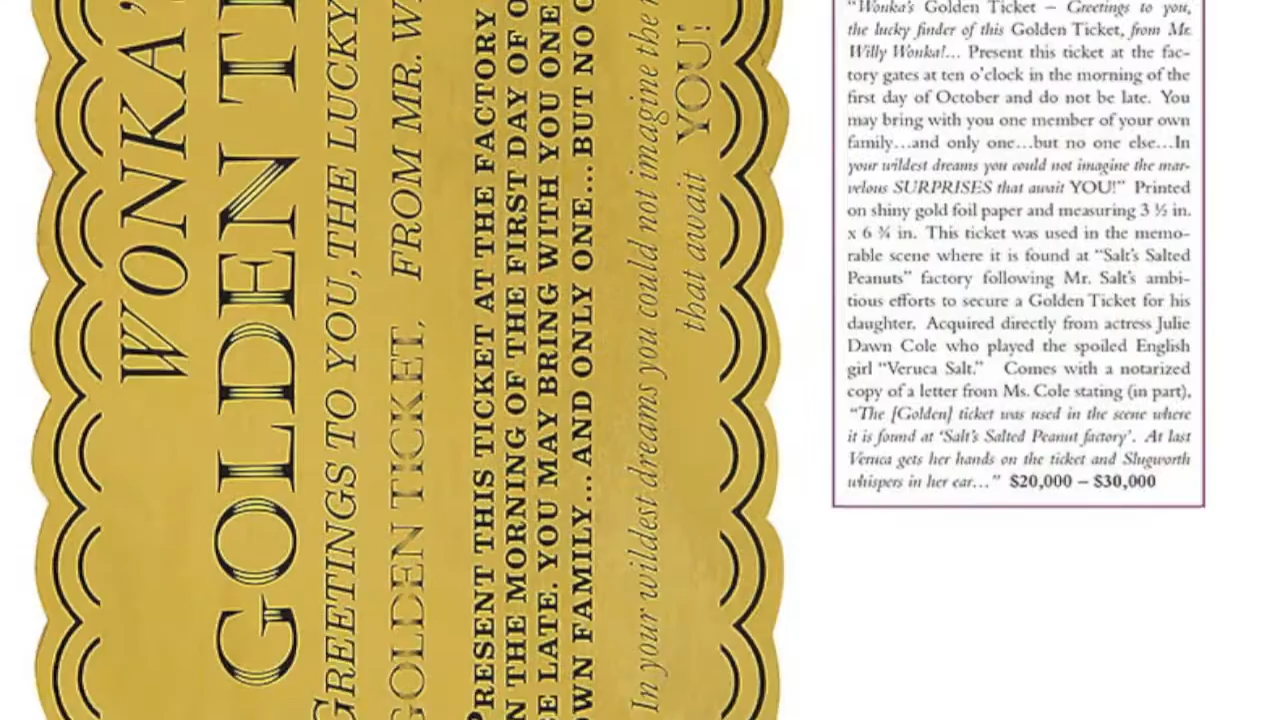 WONKA'
GOLDEN T
GREETINGS TO YOU, THE LUCKY
GOLDEN TICKET, FROM MR. W
PRESENT THIS TICKET AT THE FACTORY
N THE MORNING OF THE FIRST DAY OF O
E LATE. YOU MAY BRING WITH YOU ONE
OWN FAMILY... AND ONLY ONE... BUT NO
In your wildest dreams you could not imagine the
that await YOU!
"Wonka's Golden Ticket – Greetings to you,
the lucky finder of this Golden Ticket, from Mr.
Willy Wonka!... Present this ticket at the fac-
tory gates at ten o'clock in the morning of the
first day of October and do not be late. You
may bring with you one member of your own
family…and only one…but no one else…In
your wildest dreams you could not imagine the mar-
velous SURPRISES that await YOU!" Printed
on shiny gold foil paper and measuring 3 ½ in.
x 6 ¾ in. This ticket was used in the memo-
rable scene where it is found at "Salt's Salted
Peanuts" factory following Mr. Salt's ambi-
tious efforts to secure a Golden Ticket for his
daughter. Acquired directly from actress Julie
Dawn Cole who played the spoiled English
girl "Veruca Salt." Comes with a notarized
copy of a letter from Ms. Cole stating (in part),
"The [Golden] ticket was used in the scene where
it is found at 'Salt's Salted Peanut factory'. At last
Veruca gets her hands on the ticket and Slugworth
whispers in her ear…" $20,000 – $30,000